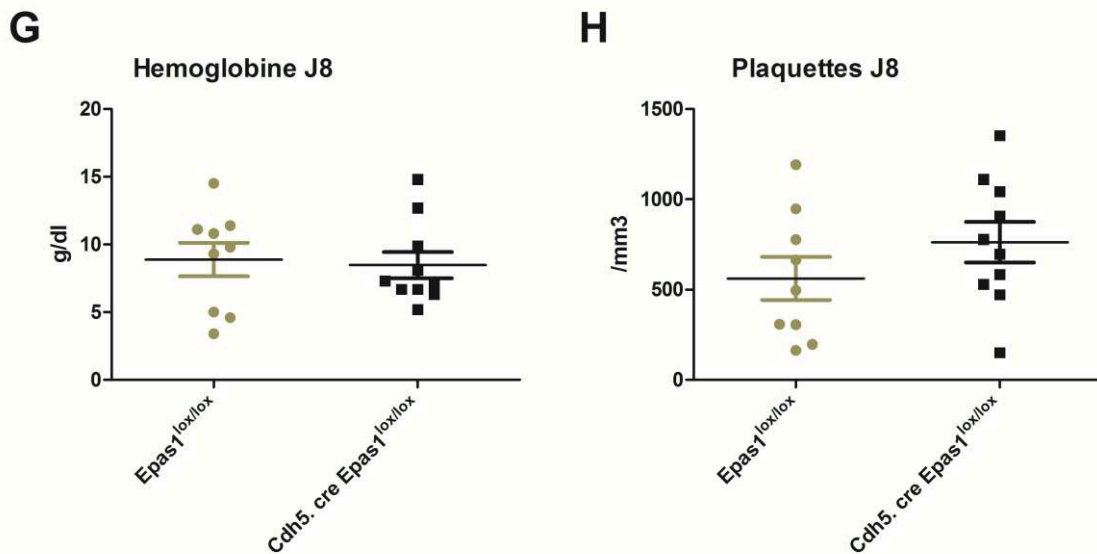 G
Hemoglobine J8
20
15
10
5
0
g/dl
Epas1lox/lox
Cdh5. cre Epas1lox/lox
H
Plaquettes J8
1500
1000
500
0
/mm3
Epas1lox/lox
Cdh5. cre Epas1lox/lox